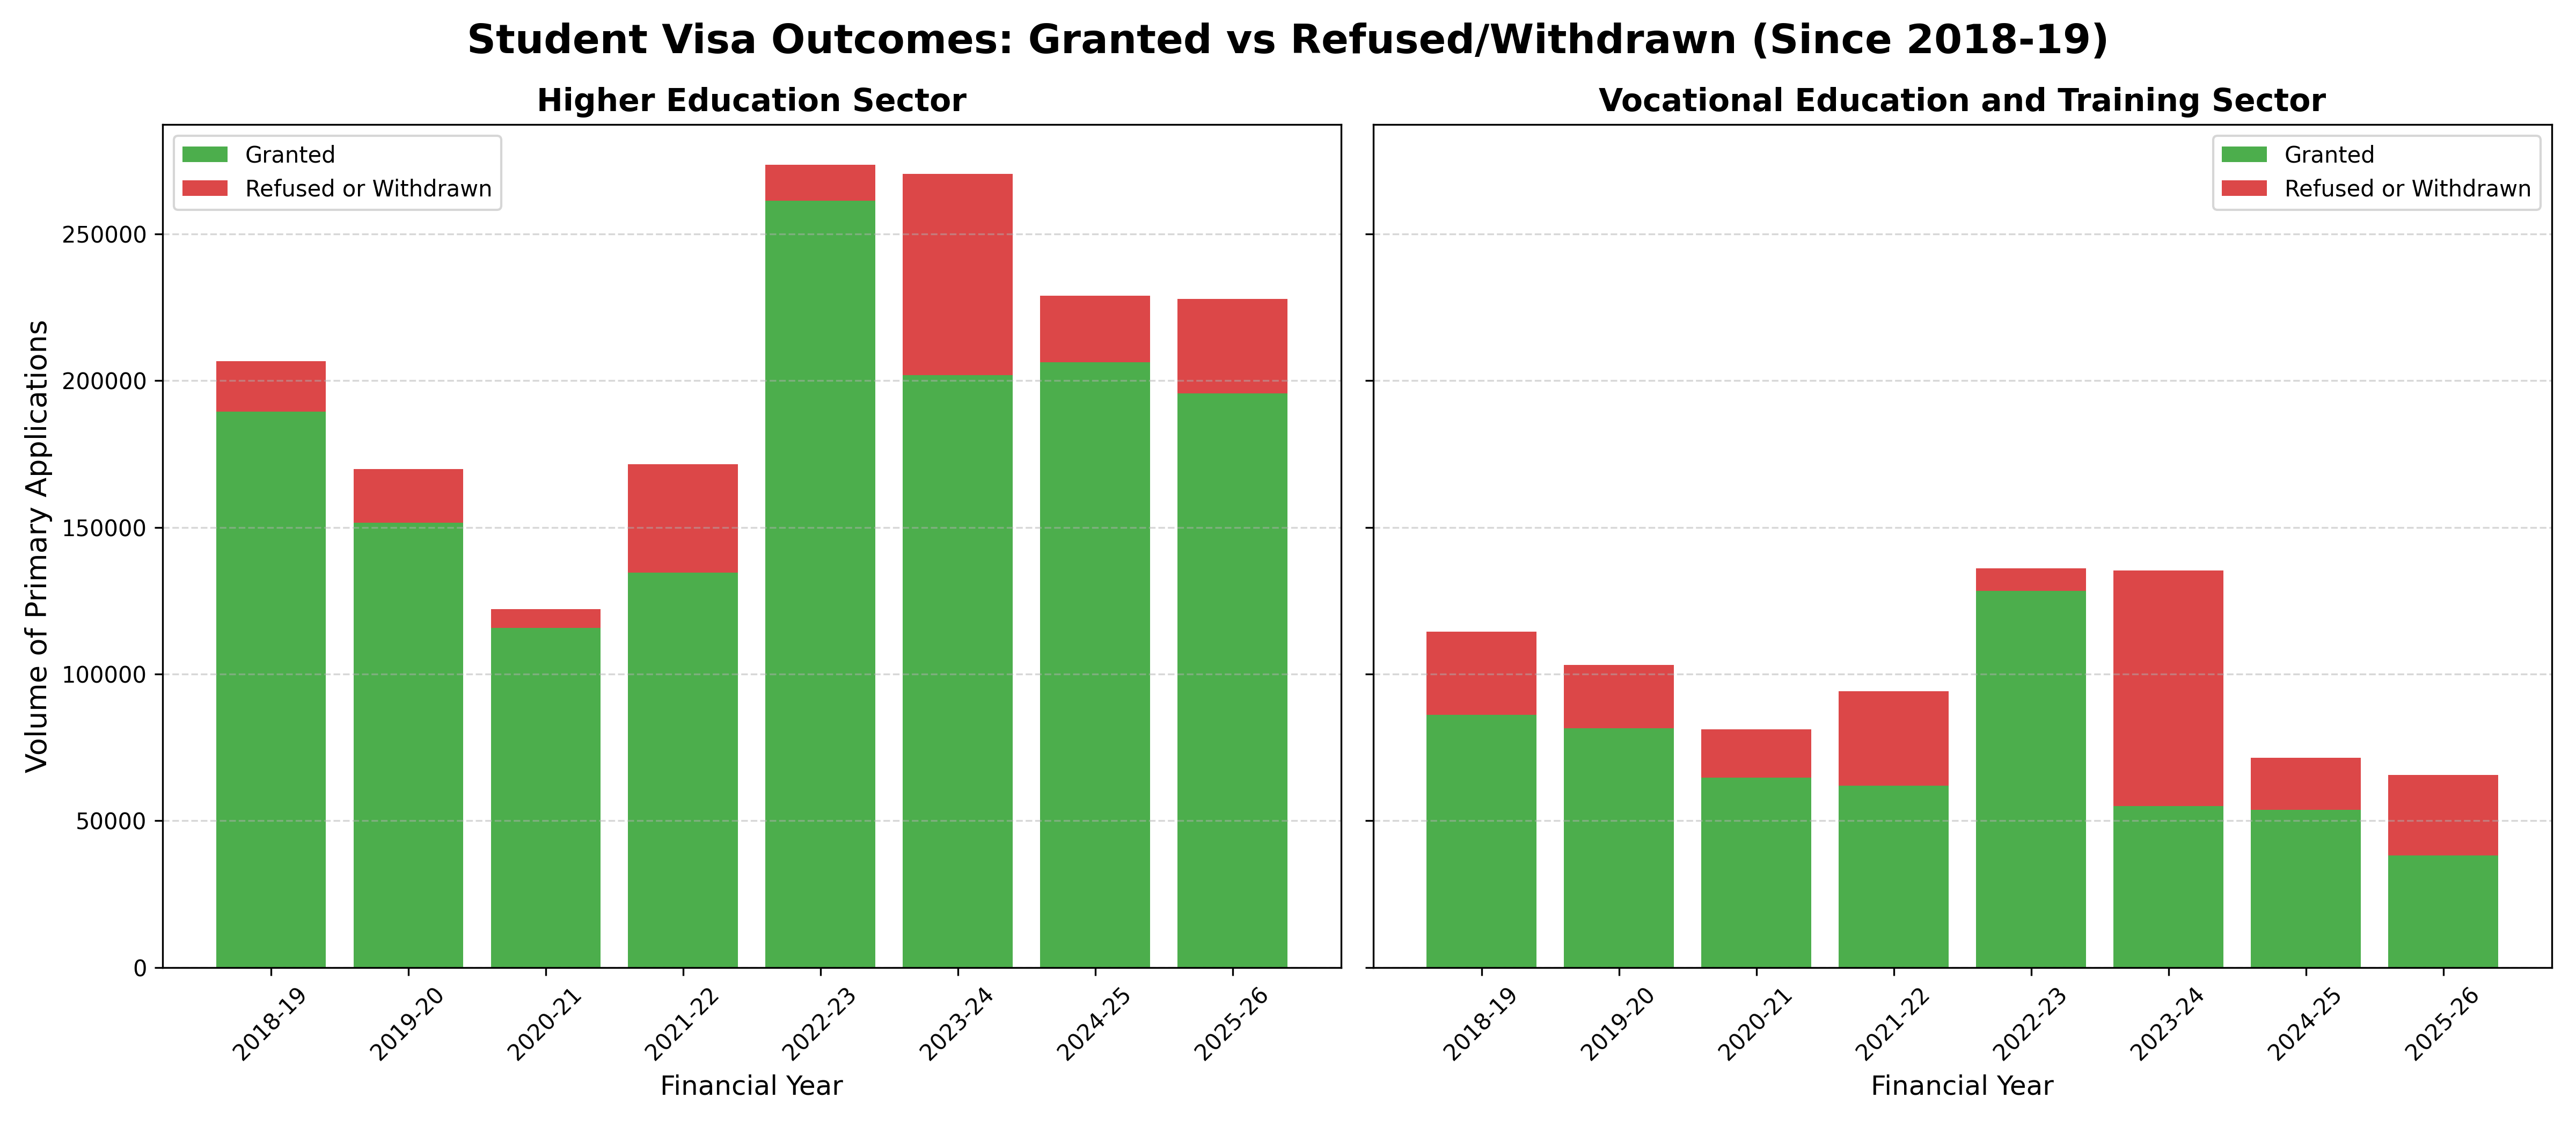 Student Visa Outcomes: Granted vs Refused/Withdrawn (Since 2018-19)
Higher Education Sector
Granted
Refused or Withdrawn
Volume of Primary Applications
250000
200000
150000
100000
50000
0
2018-19
2019-20
2020-21
2021-22
2022-23
2023-24
2024-25
2025-26
Financial Year
Vocational Education and Training Sector
Granted
Refused or Withdrawn
2018-19
2019-20
2020-21
2021-22
2022-23
2023-24
2024-25
2025-26
Financial Year